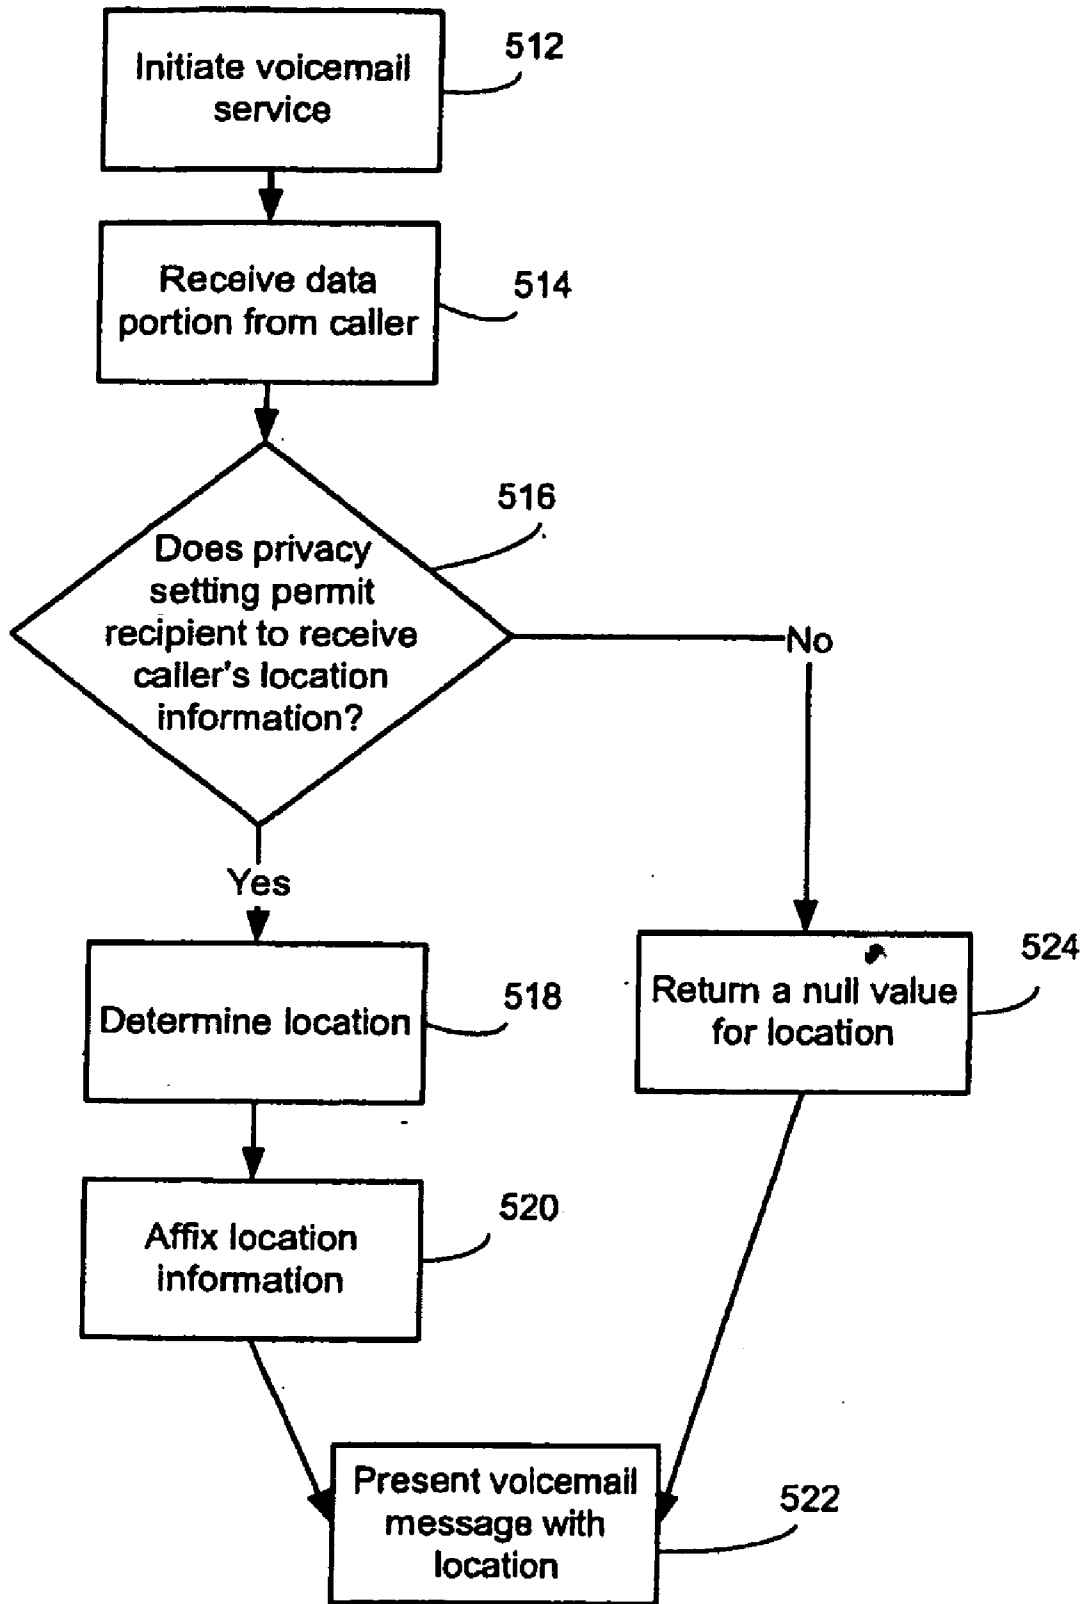 Initiate voicemail
service
512
Receive data
portion from caller
514
516
Does privacy
setting permit
recipient to receive
caller's location
information?
No
Yes
Determine location
518
Return a null value
for location
524
Affix location
information
520
Present voicemail
message with
location
522